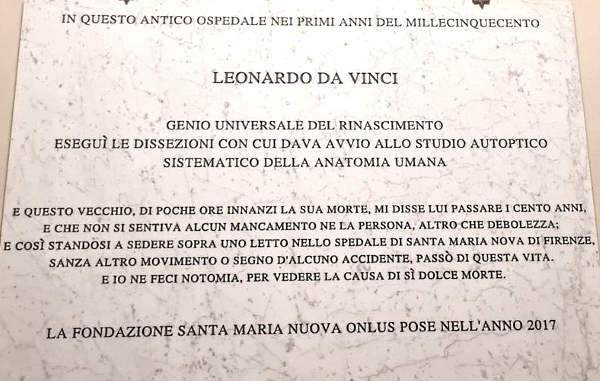 IN QUESTO ANTICO OSPEDALE NEI PRIMI ANNI DEL MILLECINQUECENTO
LEONARDO DA VINCI
GENIO UNIVERSALE DEL RINASCIMENTO
ESEGUÌ LE DISSEZIONI CON CUI DAVA AVVIO ALLO STUDIO AUTOPTICO
SISTEMATICO DELLA ANATOMIA UMANA
E QUESTO VECCHIO, DI POCHE ORE INNANZI LA SUA MORTE, MI DISSE LUI PASSARE I CENTO ANNI,
E CHE NON SI SENTIVA ALCUN MANCAMENTO NE LA PERSONA, ALTRO CHE DEBOLEZZA;
E COSÌ STANDOSI A SEDERE SOPRA UNO LETTO NELLO SPEDALE DI SANTA MARIA NOVA DI FIRENZE,
SANZA ALTRO MOVIMENTO O SEGNO D'ALCUNO ACCIDENTE, PASSÒ DI QUESTA VITA.
E IO NE FECI NOTOMIA, PER VEDERE LA CAUSA DI SÌ DOLCE MORTE.
LA FONDAZIONE SANTA MARIA NUOVA ONLUS POSE NELL'ANNO 2017